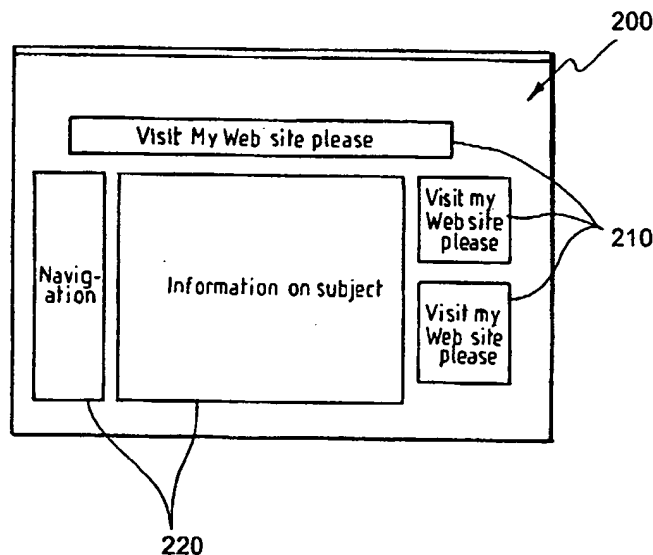 200
Visit My Web site please
Visit my
Web site
please
210
Navig-
ation
Information on subject
Visit my
Web site
please
220